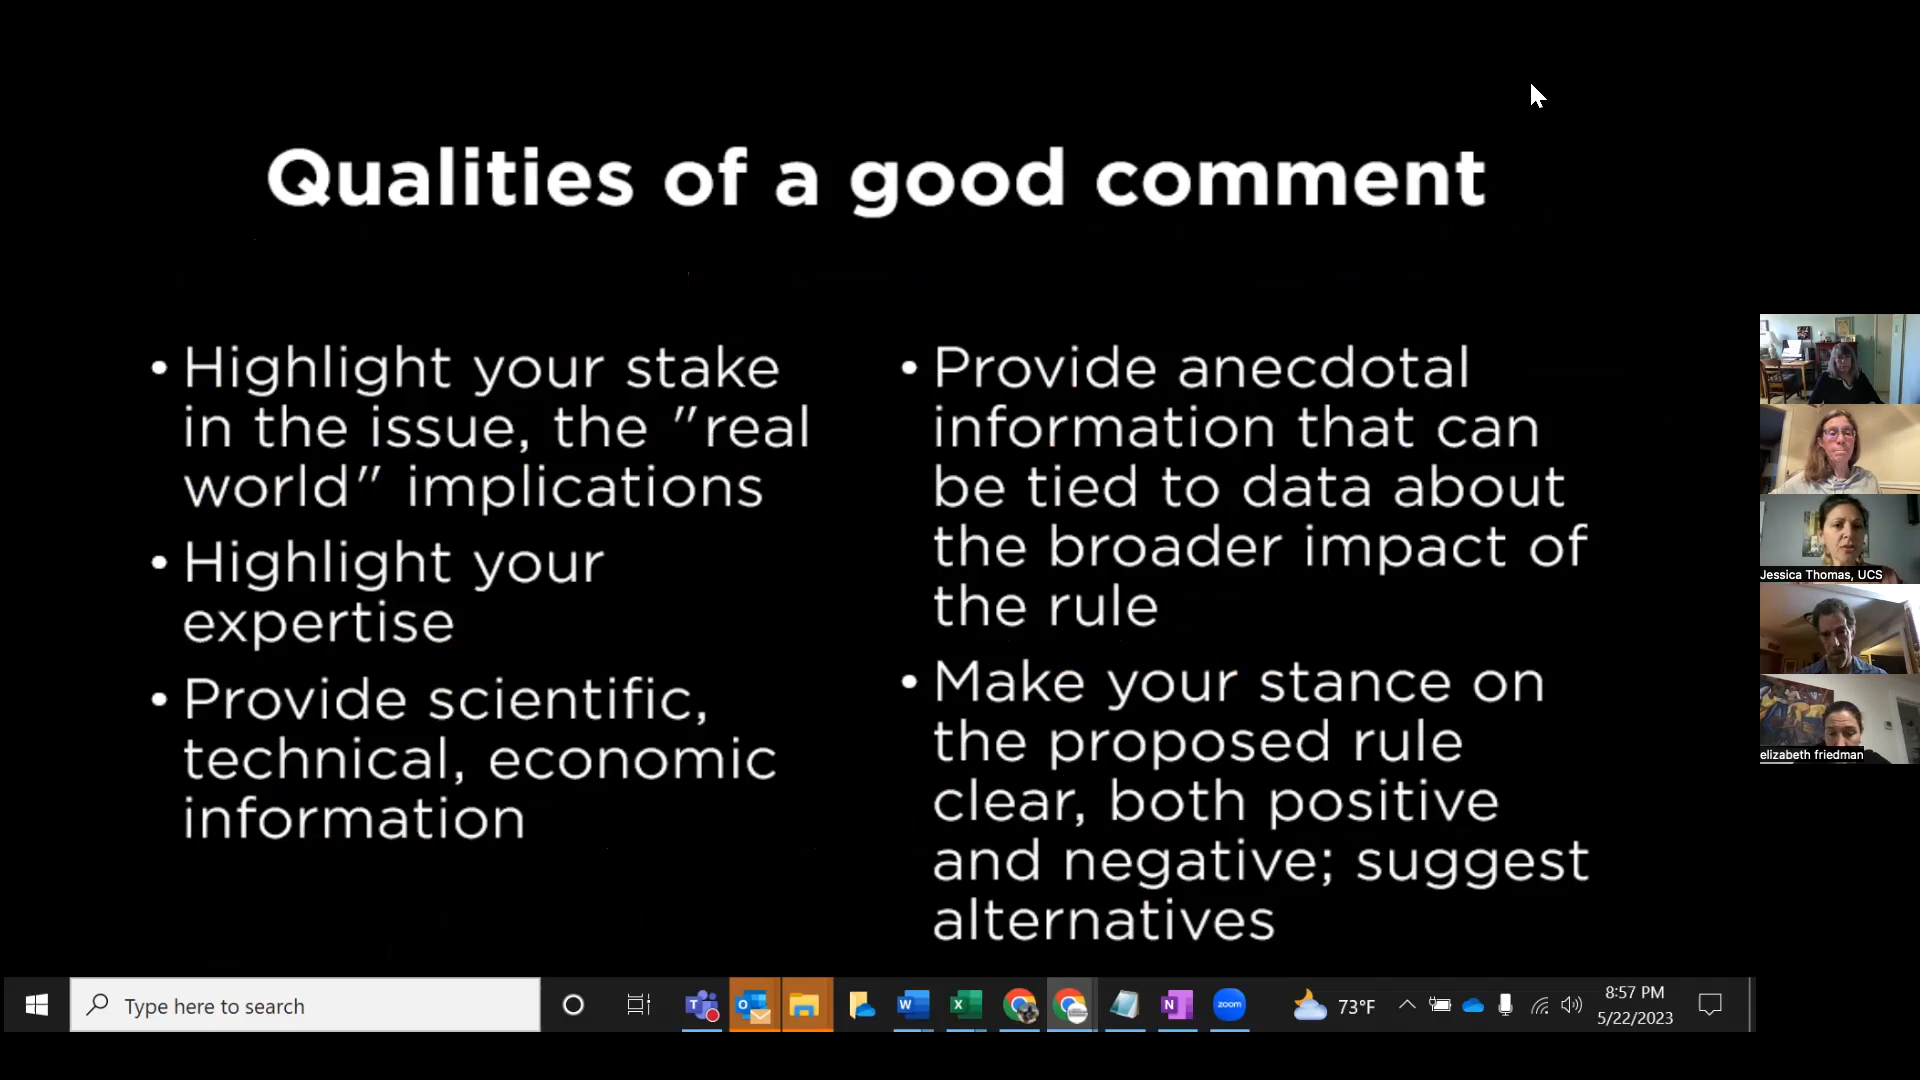 Qualities of a good comment
• Highlight your stake
in the issue, the "real
world" implications
• Highlight your
expertise
• Provide scientific,
technical, economic
information
• Provide anecdotal
information that can
be tied to data about
the broader impact of
the rule
• Make your stance on
the proposed rule
clear, both positive
and negative; suggest
alternatives
Jessica Thomas, UCS
elizabeth friedman
Type here to search
zoom
73°F
8:57 PM
5/22/2023